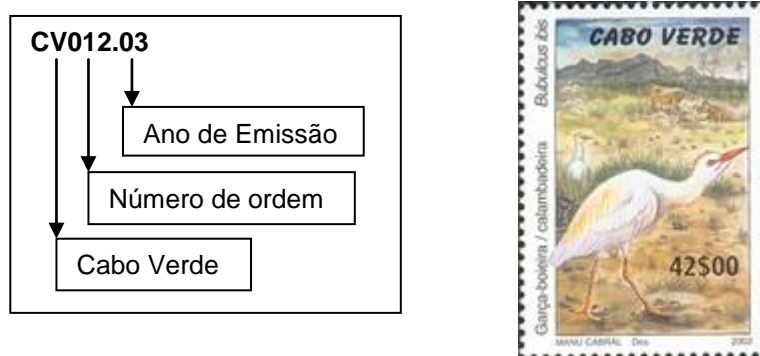 CV012.03
Ano de Emissão
Número de ordem
Cabo Verde
CABO VERDE
Bubulcus ibis
Garça-boieira / calambadeira
42$00
MANU CABRAL Des.
2003